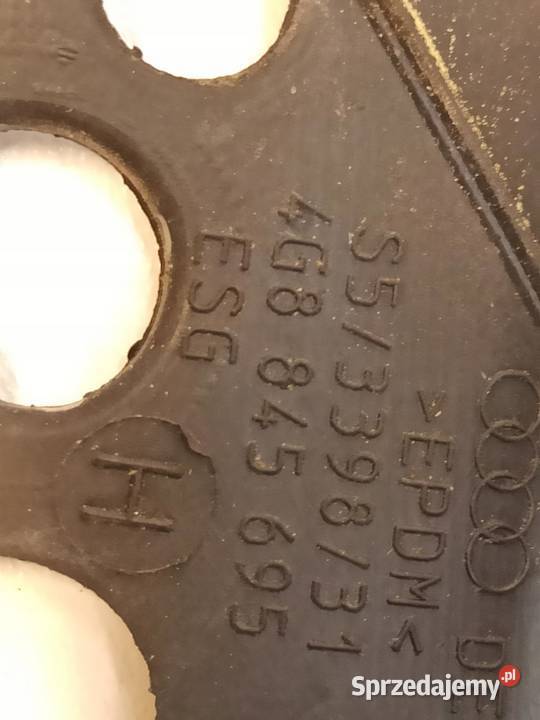 >EPDM<
S5/3398/31
4G8 845 695
ESG
H
Sprzedajemy.pl